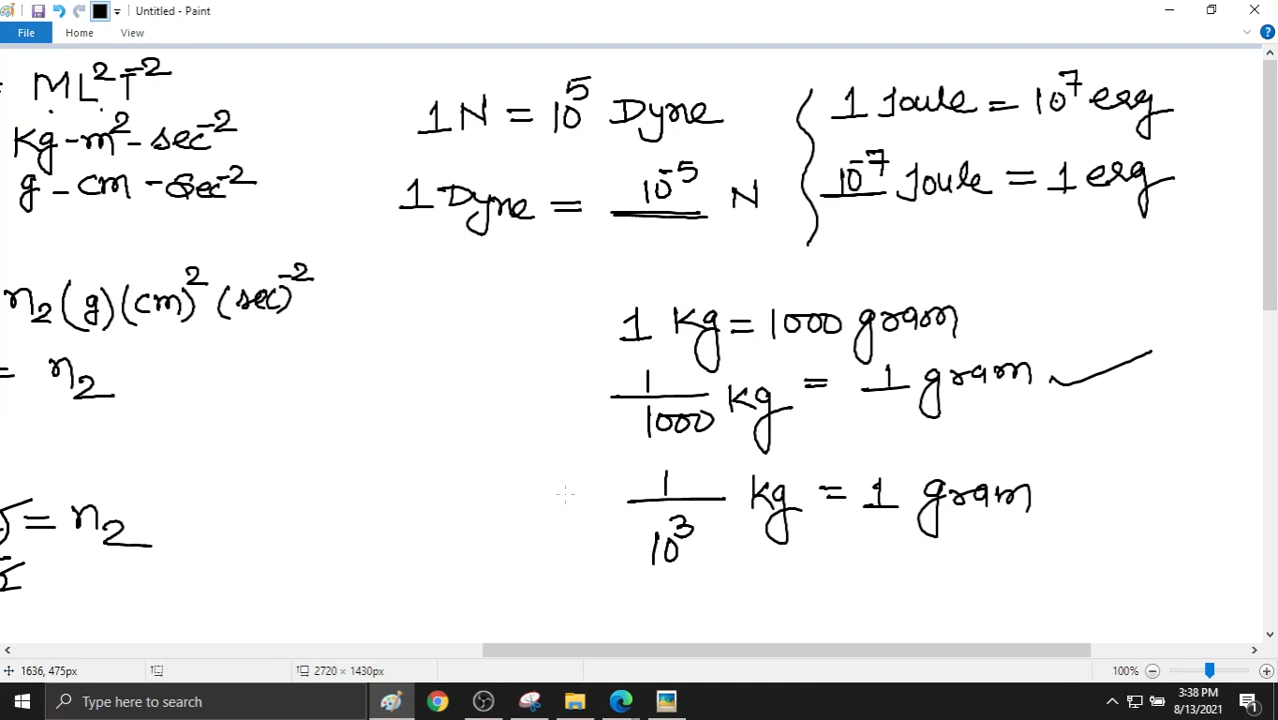 Untitled - Paint
File Home View
= ML²T⁻²
Kg-m²-sec⁻²
g-cm-sec⁻²
n₂(g)(cm)²(sec)⁻²
= n₂
= n₂
1 N = 10⁵ Dyne
1 Dyne = 10⁻⁵ N
1 Joule = 10⁷ erg
10⁻⁷ Joule = 1 erg
1 Kg = 1000 gram
1/1000 Kg = 1 gram ✓
1/10³ Kg = 1 gram
1636, 475px
2720 × 1430px
100%
Type here to search
3:38 PM
8/13/2021
1